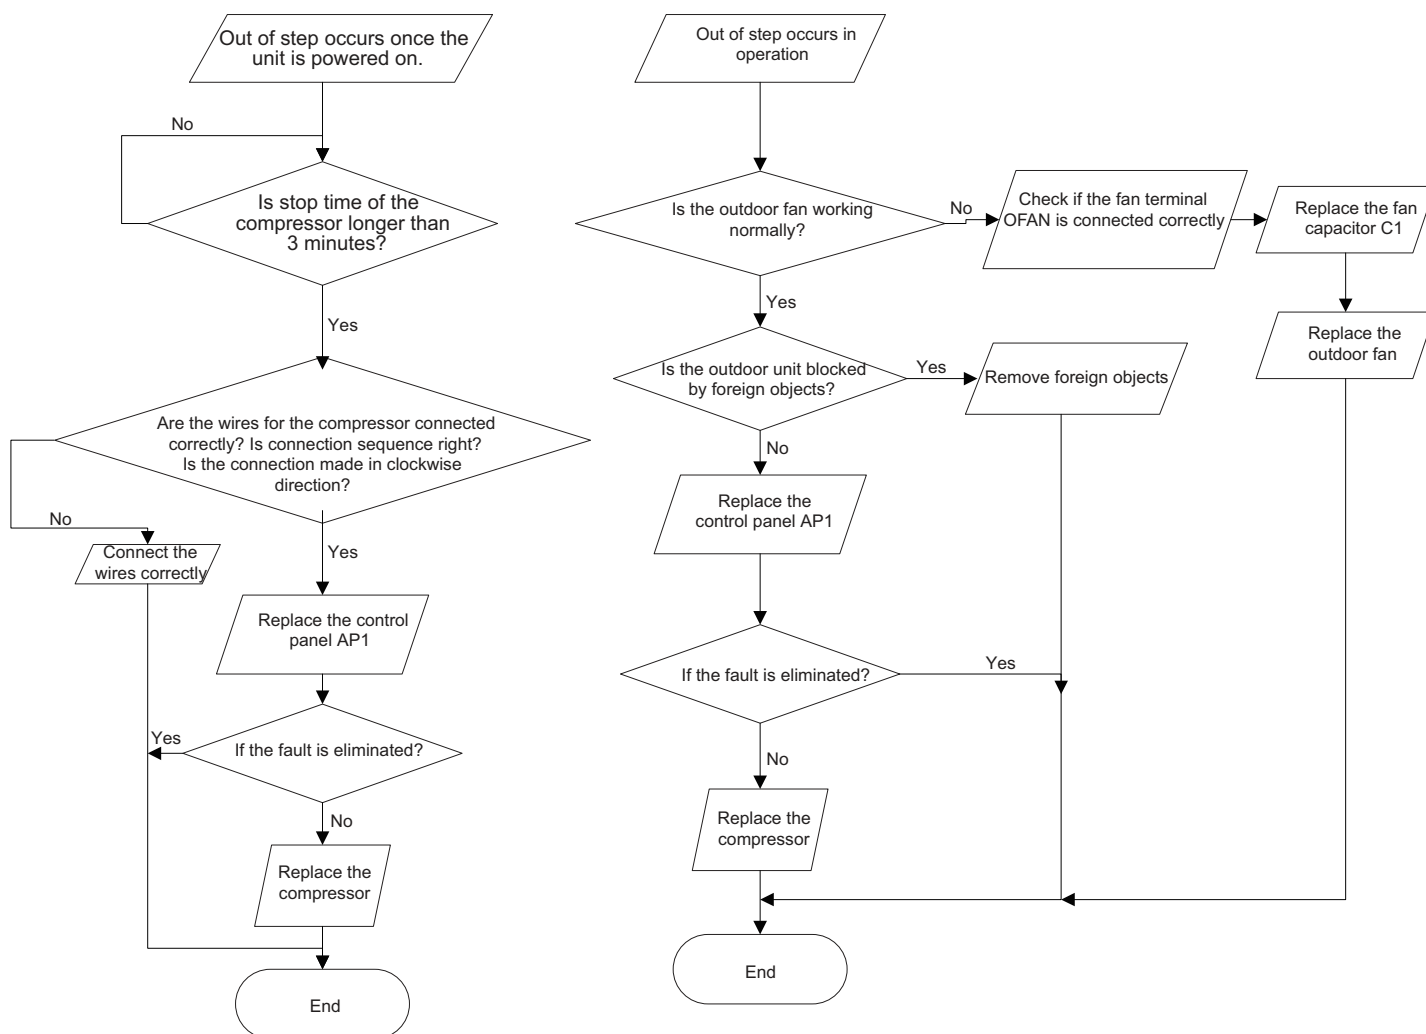 Out of step occurs once the
unit is powered on.
No
Is stop time of the
compressor longer than
3 minutes?
Yes
Are the wires for the compressor connected
correctly? Is connection sequence right?
Is the connection made in clockwise
direction?
No
Connect the
wires correctly
Yes
Replace the control
panel AP1
Yes
If the fault is eliminated?
No
Replace the
compressor
End
Out of step occurs in
operation
Is the outdoor fan working
normally?
No
Check if the fan terminal
OFAN is connected correctly
Replace the fan
capacitor C1
Replace the
outdoor fan
Yes
Is the outdoor unit blocked
by foreign objects?
Yes
Remove foreign objects
No
Replace the
control panel AP1
If the fault is eliminated?
Yes
No
Replace the
compressor
End